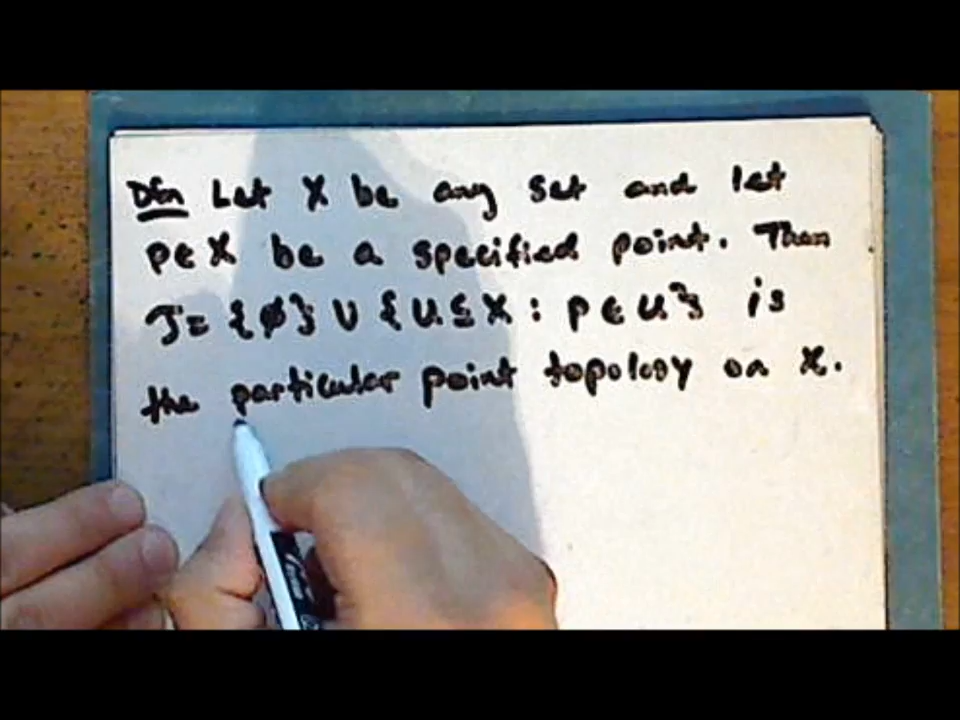 Dfn Let X be any set and let
p∈X be a specified point. Then
𝒯= {∅} ∪ {U⊆X : p∈U} is
the particular point topology on X.